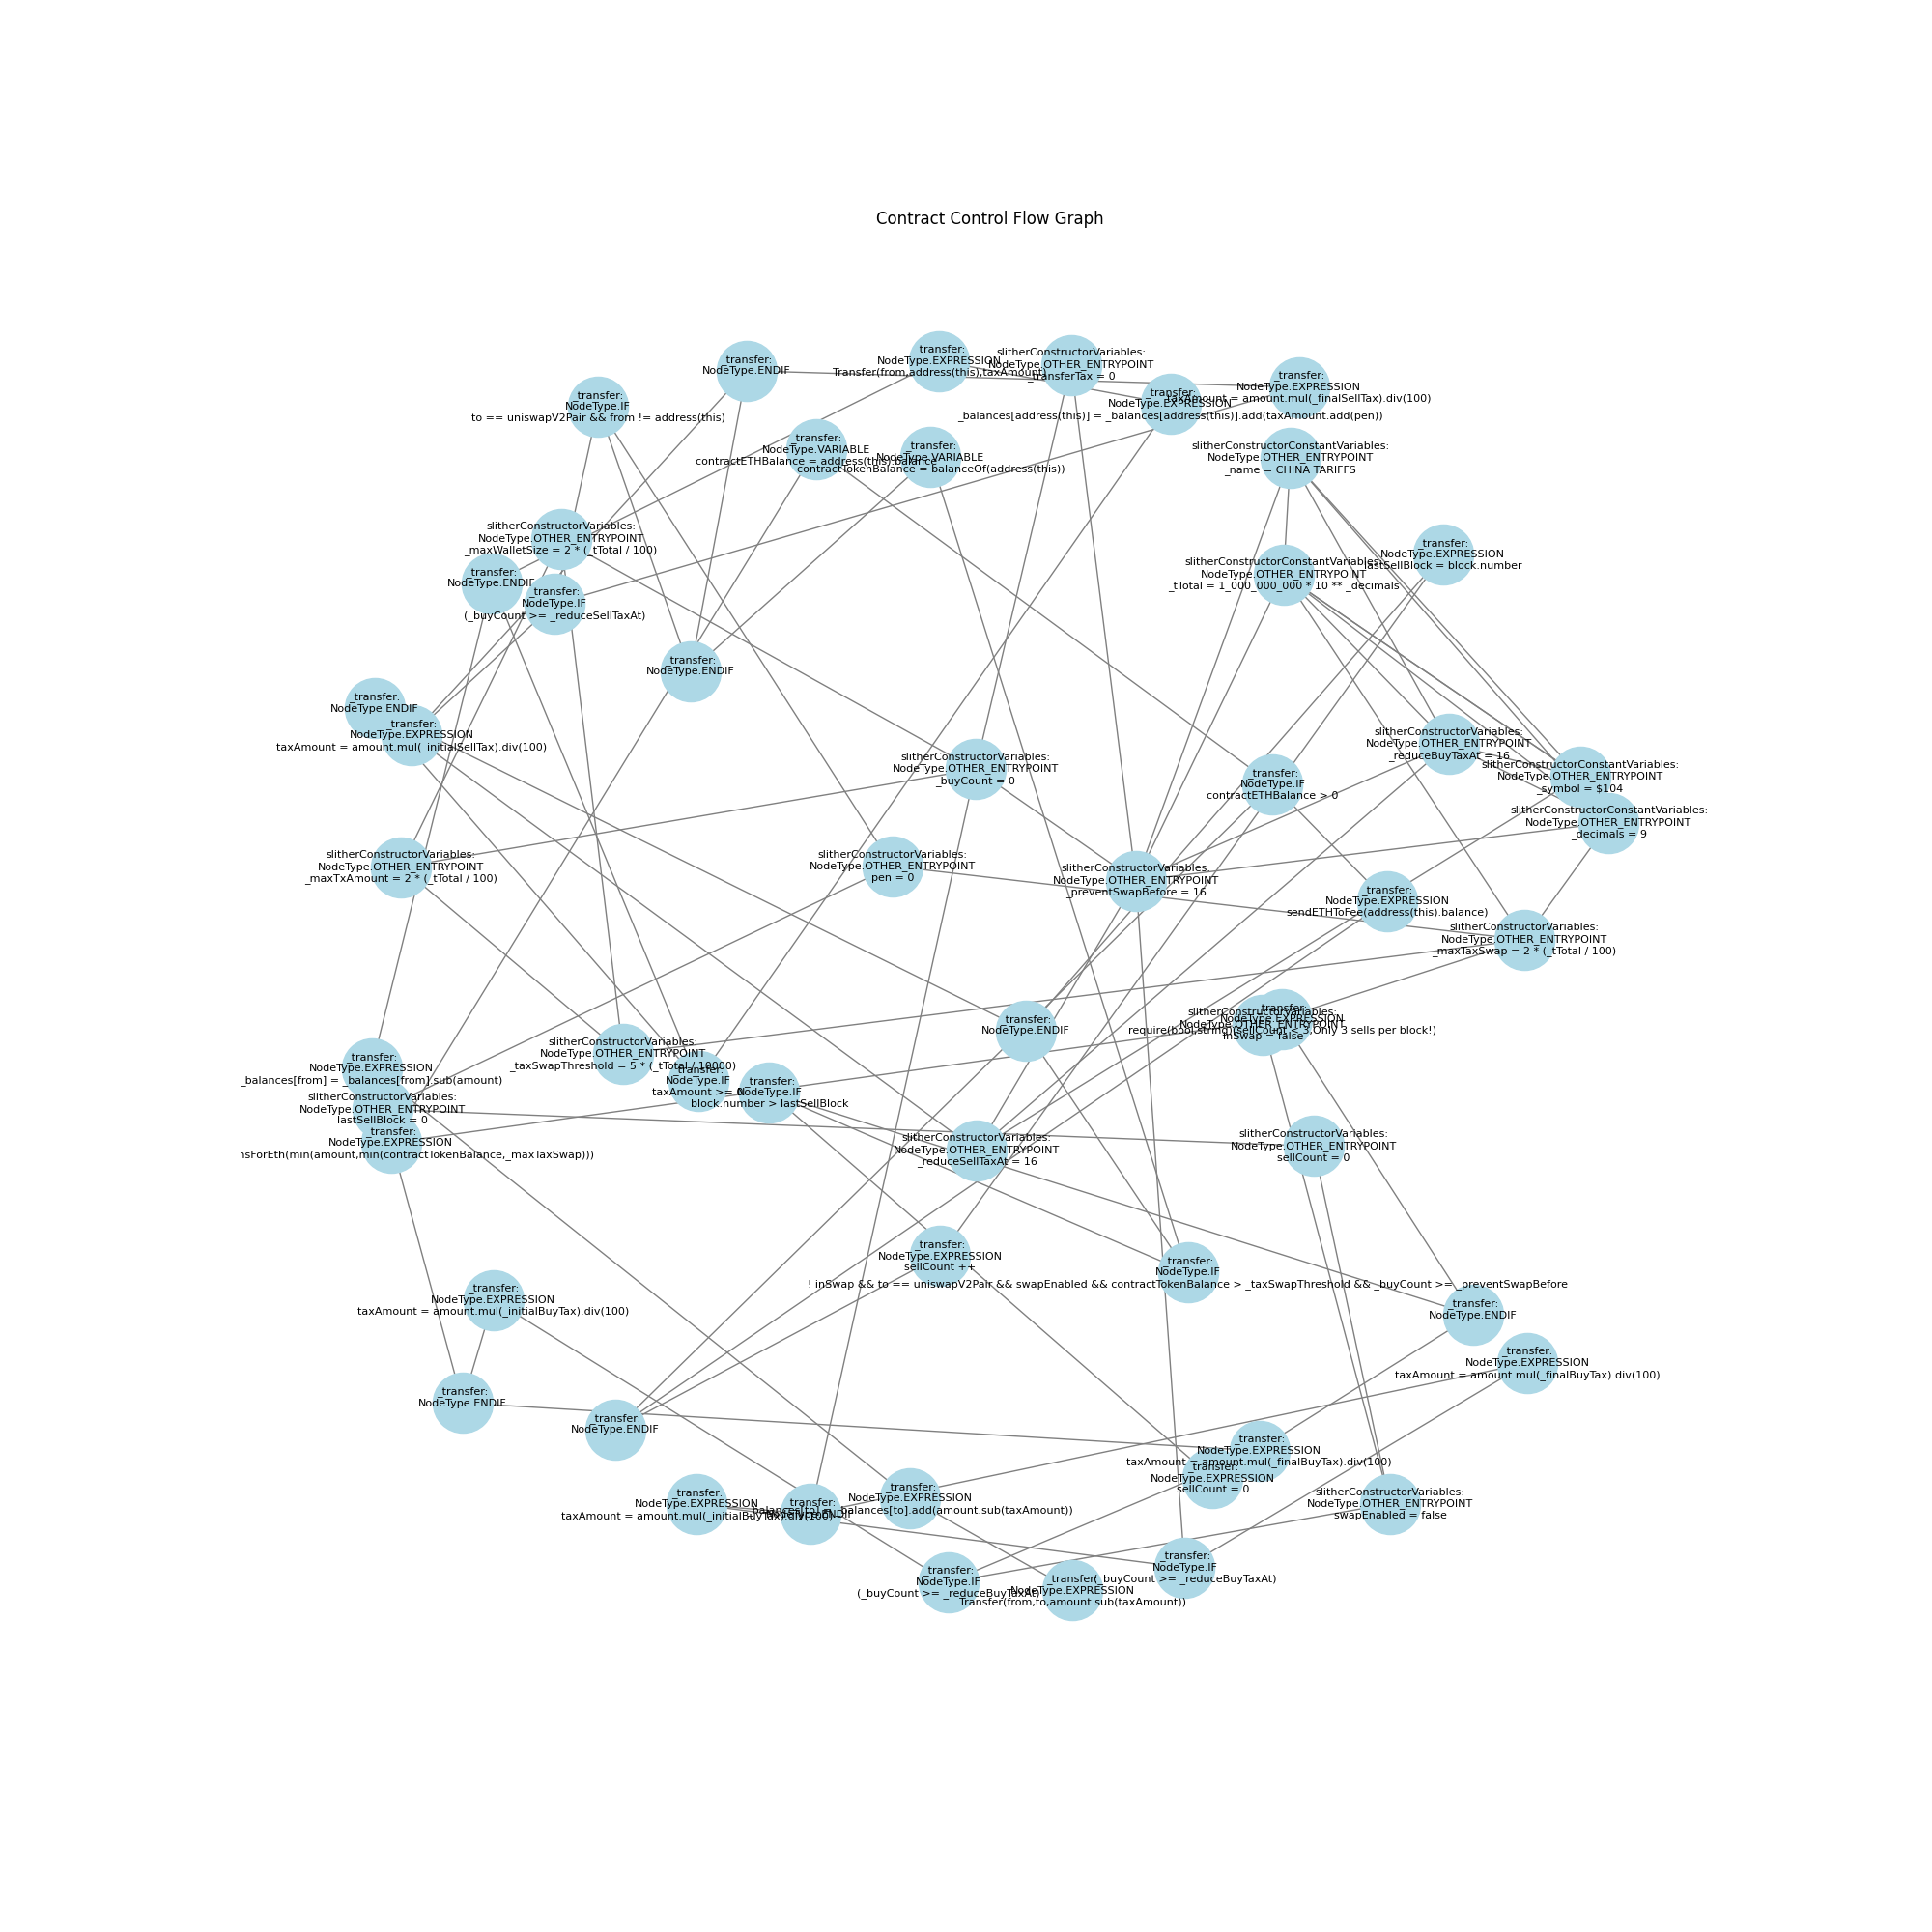 Contract Control Flow Graph
_transfer:
NodeType.ENDIF
_transfer:
NodeType.EXPRESSION
Transfer(from,address(this),taxAmount)
slitherConstructorVariables:
NodeType.OTHER_ENTRYPOINT
_transferTax = 0
_transfer:
NodeType.EXPRESSION
taxAmount = amount.mul(_finalSellTax).div(100)
_transfer:
NodeType.IF
to == uniswapV2Pair && from != address(this)
_transfer:
NodeType.EXPRESSION
_balances[address(this)] = _balances[address(this)].add(taxAmount.add(pen))
_transfer:
NodeType.VARIABLE
contractETHBalance = address(this).balance
_transfer:
NodeType.VARIABLE
contractTokenBalance = balanceOf(address(this))
slitherConstructorConstantVariables:
NodeType.OTHER_ENTRYPOINT
_name = CHINA TARIFFS
slitherConstructorVariables:
NodeType.OTHER_ENTRYPOINT
_maxWalletSize = 2 * (_tTotal / 100)
_transfer:
NodeType.EXPRESSION
lastSellBlock = block.number
slitherConstructorConstantVariables:
NodeType.OTHER_ENTRYPOINT
_tTotal = 1_000_000_000 * 10 ** _decimals
_transfer:
NodeType.ENDIF
_transfer:
NodeType.IF
(_buyCount >= _reduceSellTaxAt)
_transfer:
NodeType.ENDIF
_transfer:
NodeType.ENDIF
_transfer:
NodeType.EXPRESSION
taxAmount = amount.mul(_initialSellTax).div(100)
slitherConstructorVariables:
NodeType.OTHER_ENTRYPOINT
_reduceBuyTaxAt = 16
slitherConstructorVariables:
NodeType.OTHER_ENTRYPOINT
_buyCount = 0
_transfer:
NodeType.IF
contractETHBalance > 0
slitherConstructorConstantVariables:
NodeType.OTHER_ENTRYPOINT
_symbol = $104
slitherConstructorConstantVariables:
NodeType.OTHER_ENTRYPOINT
_decimals = 9
slitherConstructorVariables:
NodeType.OTHER_ENTRYPOINT
_maxTxAmount = 2 * (_tTotal / 100)
slitherConstructorVariables:
NodeType.OTHER_ENTRYPOINT
pen = 0
slitherConstructorVariables:
NodeType.OTHER_ENTRYPOINT
_preventSwapBefore = 16
_transfer:
NodeType.EXPRESSION
sendETHToFee(address(this).balance)
slitherConstructorVariables:
NodeType.OTHER_ENTRYPOINT
_maxTaxSwap = 2 * (_tTotal / 100)
_transfer:
NodeType.ENDIF
slitherConstructorVariables:
NodeType.OTHER_ENTRYPOINT
inSwap = false
_transfer:
NodeType.EXPRESSION
require(bool,string)(sellCount < 3,Only 3 sells per block!)
slitherConstructorVariables:
NodeType.OTHER_ENTRYPOINT
_taxSwapThreshold = 5 * (_tTotal / 10000)
_transfer:
NodeType.EXPRESSION
_balances[from] = _balances[from].sub(amount)
_transfer:
NodeType.IF
taxAmount >= 0
_transfer:
NodeType.IF
block.number > lastSellBlock
slitherConstructorVariables:
NodeType.OTHER_ENTRYPOINT
lastSellBlock = 0
_transfer:
NodeType.EXPRESSION
nsForEth(min(amount,min(contractTokenBalance,_maxTaxSwap)))
slitherConstructorVariables:
NodeType.OTHER_ENTRYPOINT
_reduceSellTaxAt = 16
slitherConstructorVariables:
NodeType.OTHER_ENTRYPOINT
sellCount = 0
_transfer:
NodeType.EXPRESSION
sellCount ++
_transfer:
NodeType.IF
! inSwap && to == uniswapV2Pair && swapEnabled && contractTokenBalance > _taxSwapThreshold && _buyCount >= _preventSwapBefore
_transfer:
NodeType.EXPRESSION
taxAmount = amount.mul(_initialBuyTax).div(100)
_transfer:
NodeType.ENDIF
_transfer:
NodeType.EXPRESSION
taxAmount = amount.mul(_finalBuyTax).div(100)
_transfer:
NodeType.ENDIF
_transfer:
NodeType.ENDIF
_transfer:
NodeType.EXPRESSION
taxAmount = amount.mul(_finalBuyTax).div(100)
_transfer:
NodeType.EXPRESSION
sellCount = 0
_transfer:
NodeType.EXPRESSION
taxAmount = amount.mul(_initialBuyTax).div(100)
_transfer:
NodeType.ENDIF
_transfer:
NodeType.EXPRESSION
_balances[to] = _balances[to].add(amount.sub(taxAmount))
slitherConstructorVariables:
NodeType.OTHER_ENTRYPOINT
swapEnabled = false
_transfer:
NodeType.IF
(_buyCount >= _reduceBuyTaxAt)
_transfer:
NodeType.EXPRESSION
Transfer(from,to,amount.sub(taxAmount))
_transfer:
NodeType.IF
(_buyCount >= _reduceBuyTaxAt)